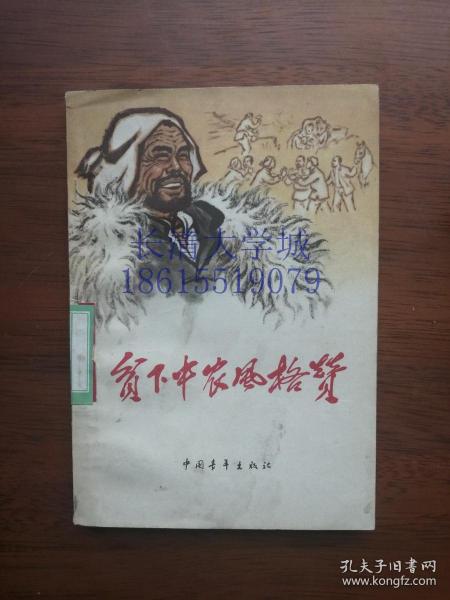 长清大学城
18615519079
贫下中农风格赞
中国青年出版社
孔夫子旧书网
www.kongfz.com